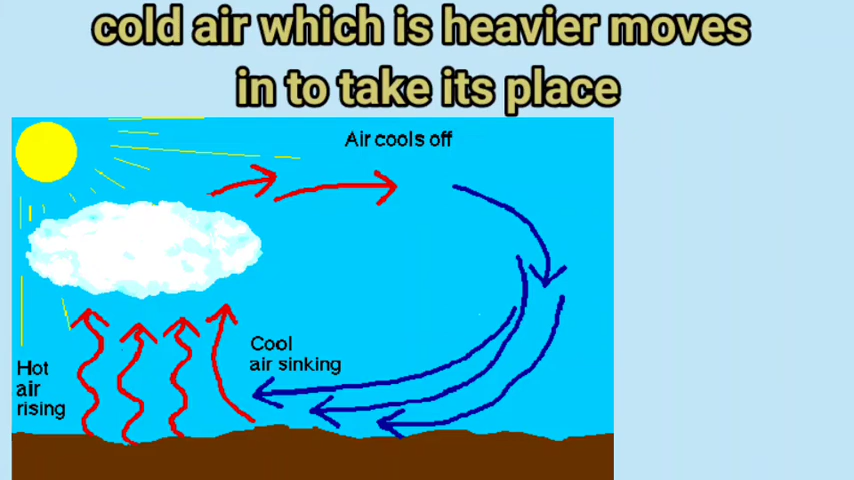 cold air which is heavier moves
in to take its place
Air cools off
Cool
air sinking
Hot
air
rising